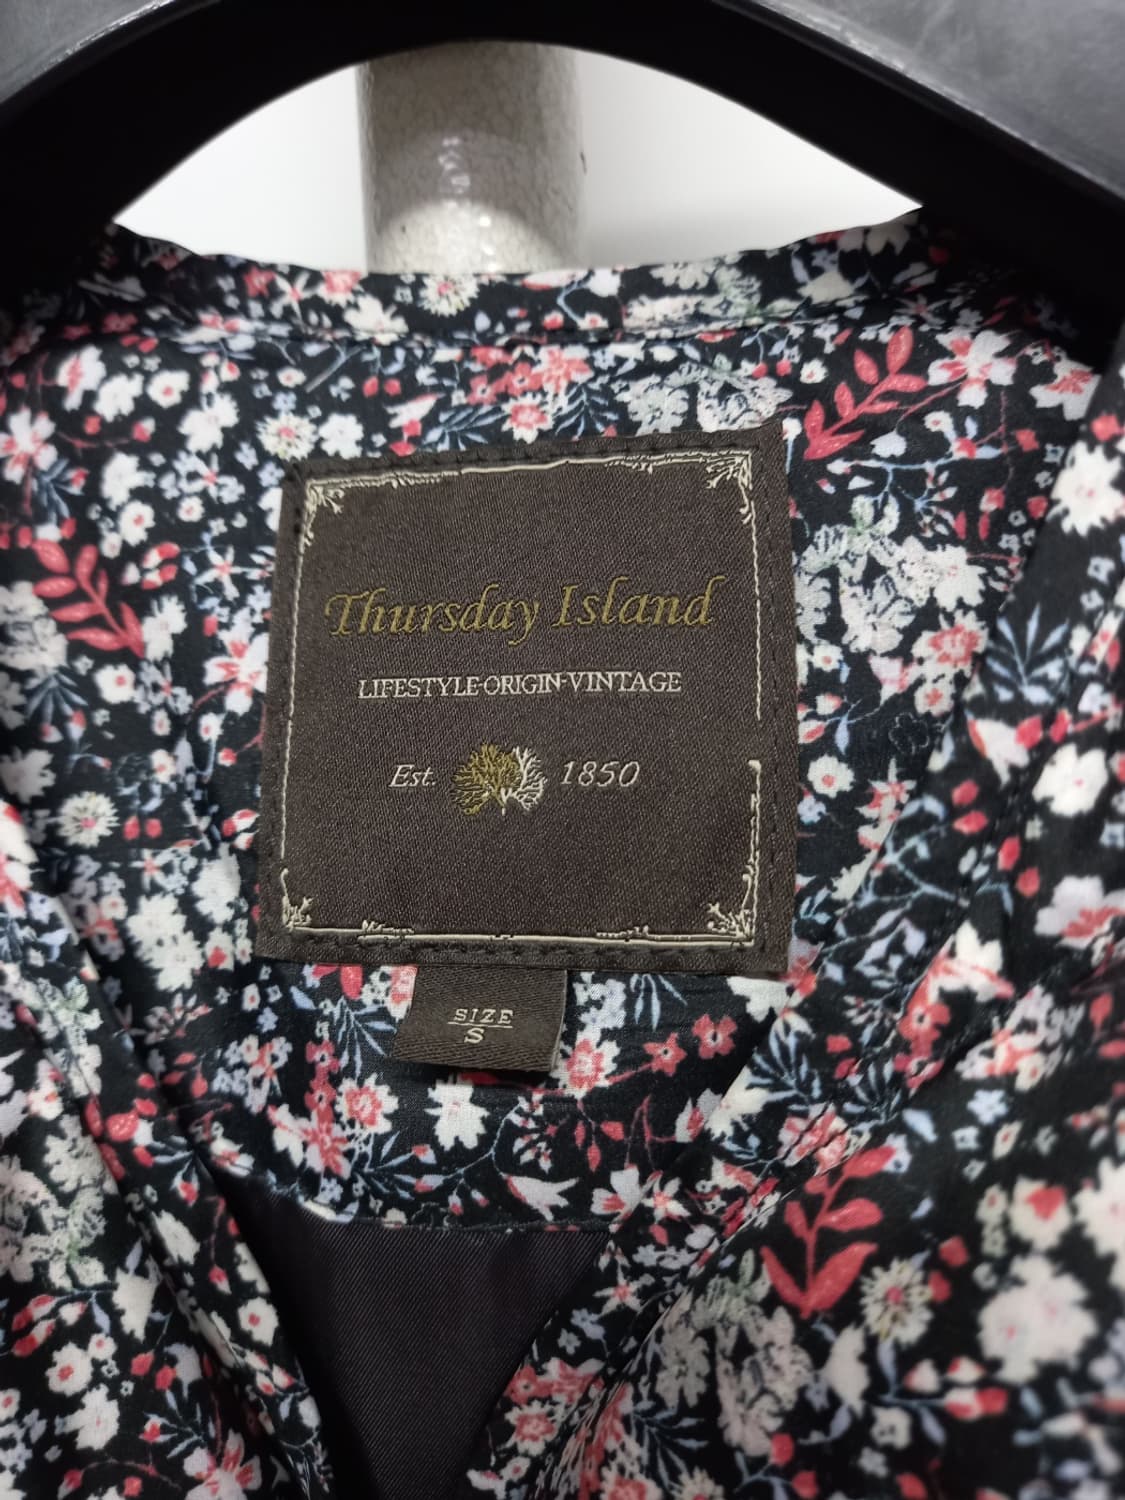 Thursday Island
LIFESTYLE·ORIGIN·VINTAGE
Est. 1850
SIZE
S